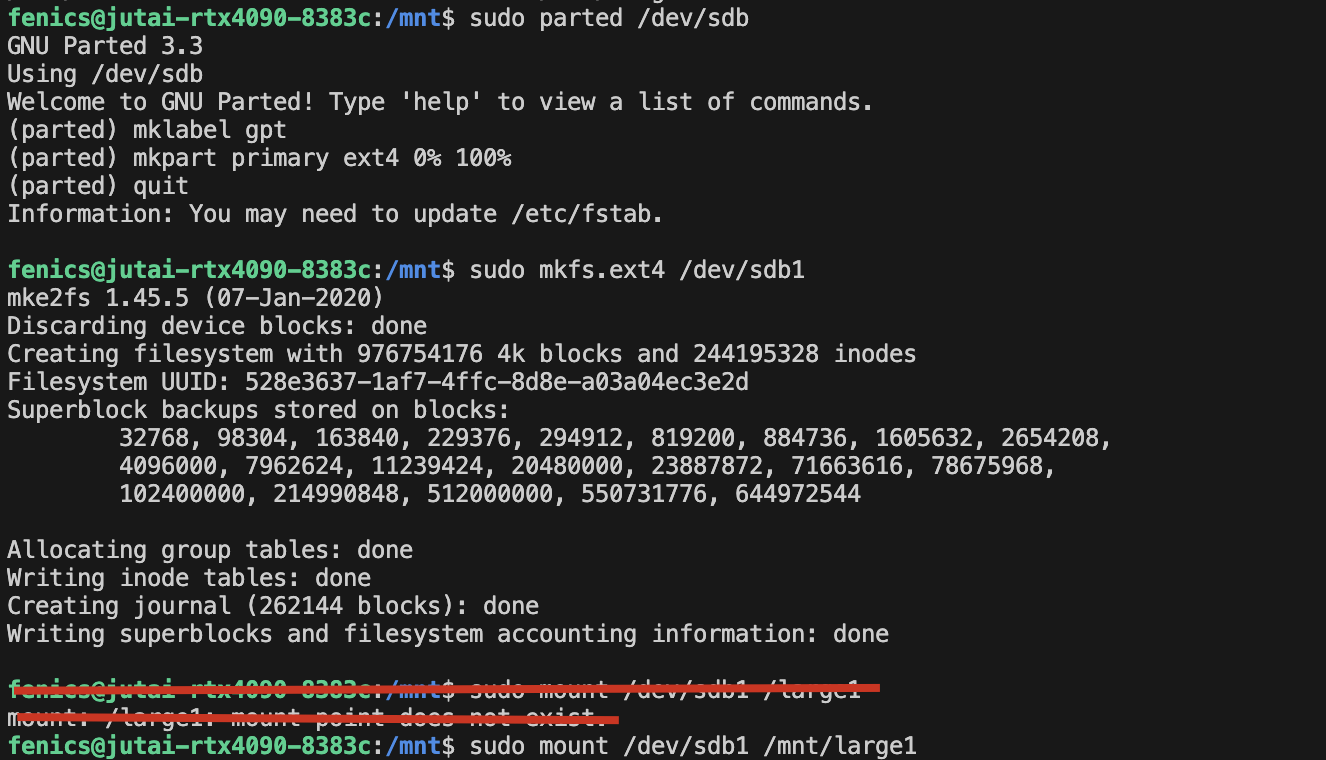 fenics@jutai-rtx4090-8383c:/mnt$ sudo parted /dev/sdb
GNU Parted 3.3
Using /dev/sdb
Welcome to GNU Parted! Type 'help' to view a list of commands.
(parted) mklabel gpt
(parted) mkpart primary ext4 0% 100%
(parted) quit
Information: You may need to update /etc/fstab.
fenics@jutai-rtx4090-8383c:/mnt$ sudo mkfs.ext4 /dev/sdb1
mke2fs 1.45.5 (07-Jan-2020)
Discarding device blocks: done
Creating filesystem with 976754176 4k blocks and 244195328 inodes
Filesystem UUID: 528e3637-1af7-4ffc-8d8e-a03a04ec3e2d
Superblock backups stored on blocks:
32768, 98304, 163840, 229376, 294912, 819200, 884736, 1605632, 2654208,
4096000, 7962624, 11239424, 20480000, 23887872, 71663616, 78675968,
102400000, 214990848, 512000000, 550731776, 644972544
Allocating group tables: done
Writing inode tables: done
Creating journal (262144 blocks): done
Writing superblocks and filesystem accounting information: done
fenics@jutai-rtx4090-8383c:/mnt$ sudo mount /dev/sdb1 /large1
mount: /large1: mount point does not exist.
fenics@jutai-rtx4090-8383c:/mnt$ sudo mount /dev/sdb1 /mnt/large1